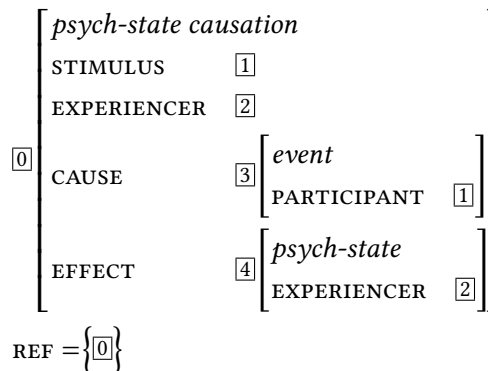 psych-state causation
STIMULUS 1
EXPERIENCER 2
0 CAUSE 3 event
PARTICIPANT 1
EFFECT 4 psych-state
EXPERIENCER 2
REF = {0}